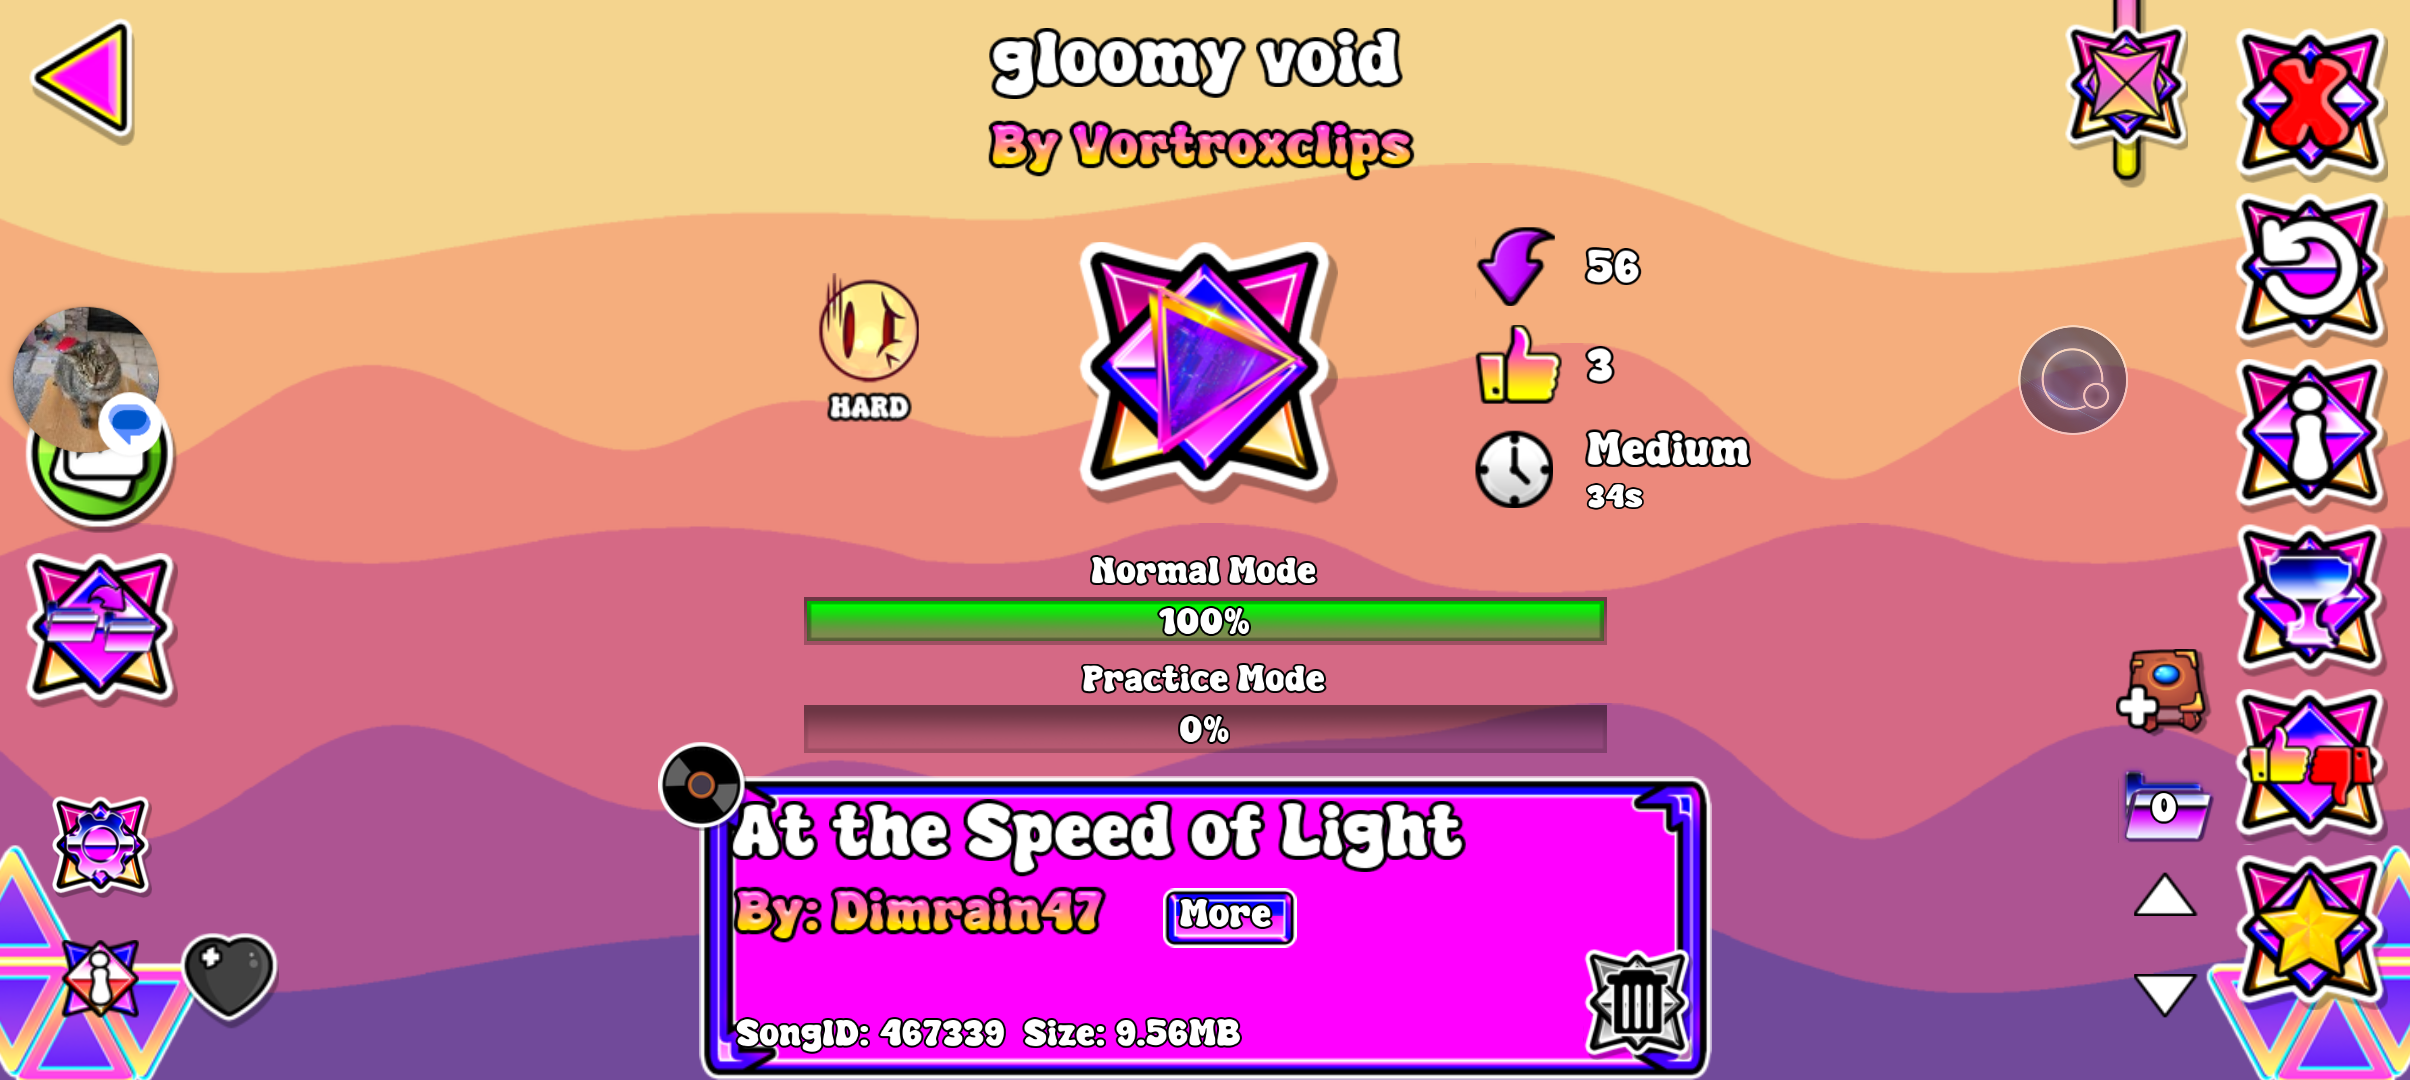 gloomy void
By Vortroxclips
56
HARD
3
Medium
34s
Normal Mode
100%
Practice Mode
0%
At the Speed of Light
By: Dimrain47
More
0
SongID: 467339 Size: 9.56MB